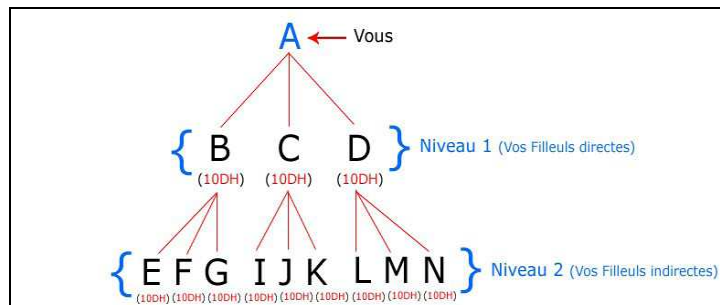 A Vous
{ B C D } Niveau 1 (Vos Filleuls directes)
(10DH) (10DH) (10DH)
{ E F G I J K L M N } Niveau 2 (Vos Filleuls indirectes)
(10DH) (10DH) (10DH) (10DH) (10DH) (10DH) (10DH) (10DH) (10DH)